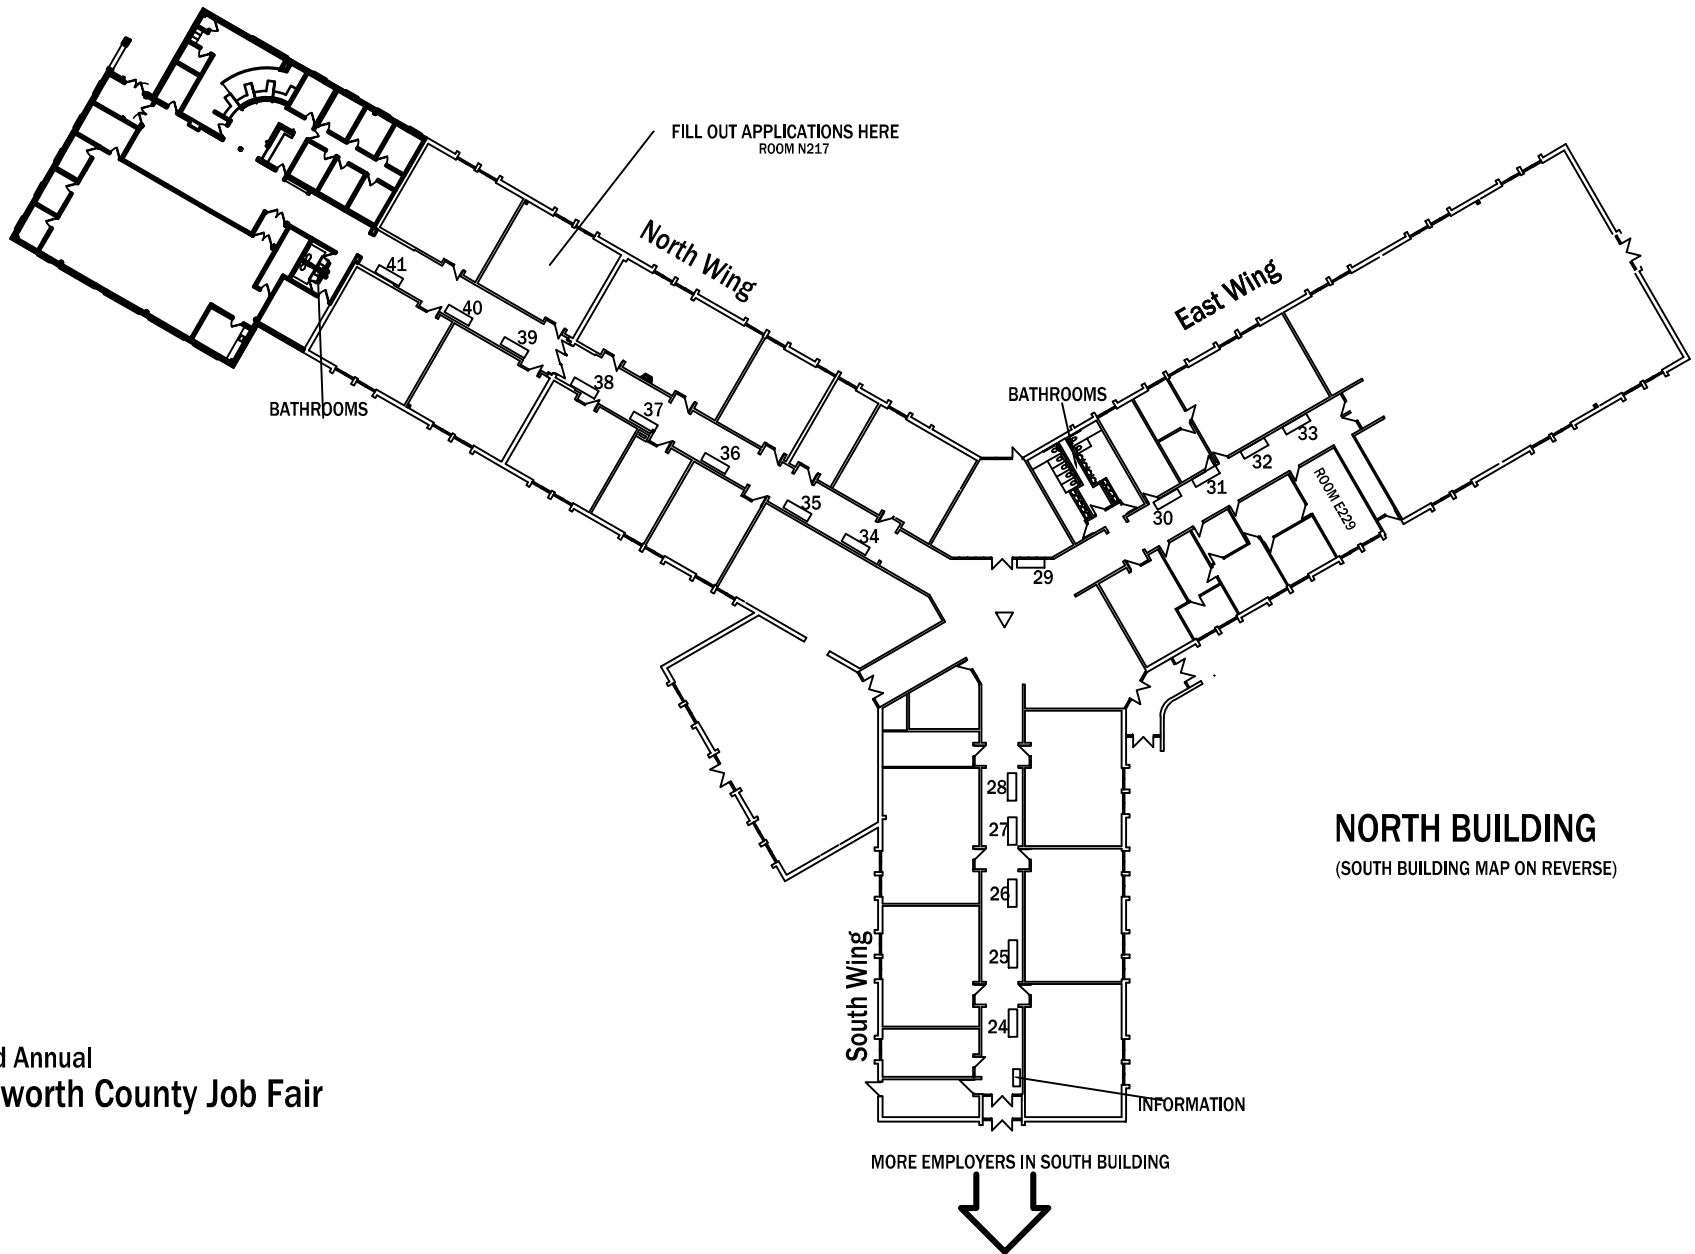 FILL OUT APPLICATIONS HERE
ROOM N217
North Wing
East Wing
41
40
39
38
37
36
35
34
BATHROOMS
BATHROOMS
33
32
31
30
29
ROOM E229
28
27
26
25
24
South Wing
NORTH BUILDING
(SOUTH BUILDING MAP ON REVERSE)
d Annual
worth County Job Fair
INFORMATION
MORE EMPLOYERS IN SOUTH BUILDING